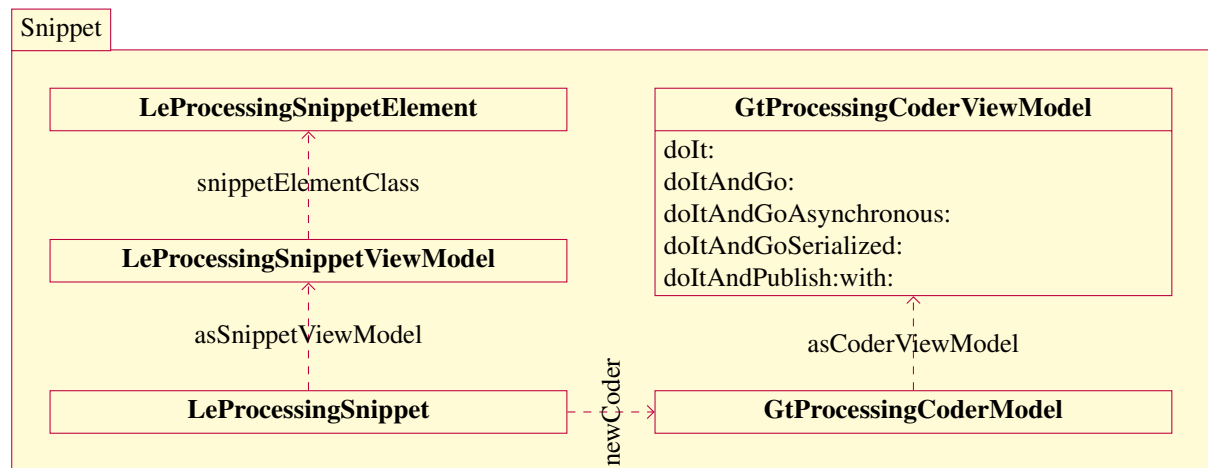 Snippet
LeProcessingSnippetElement
snippetElementClass
LeProcessingSnippetViewModel
asSnippetViewModel
LeProcessingSnippet
newCoder
GtProcessingCoderViewModel
doIt:
doItAndGo:
doItAndGoAsynchronous:
doItAndGoSerialized:
doItAndPublish:with:
asCoderViewModel
GtProcessingCoderModel